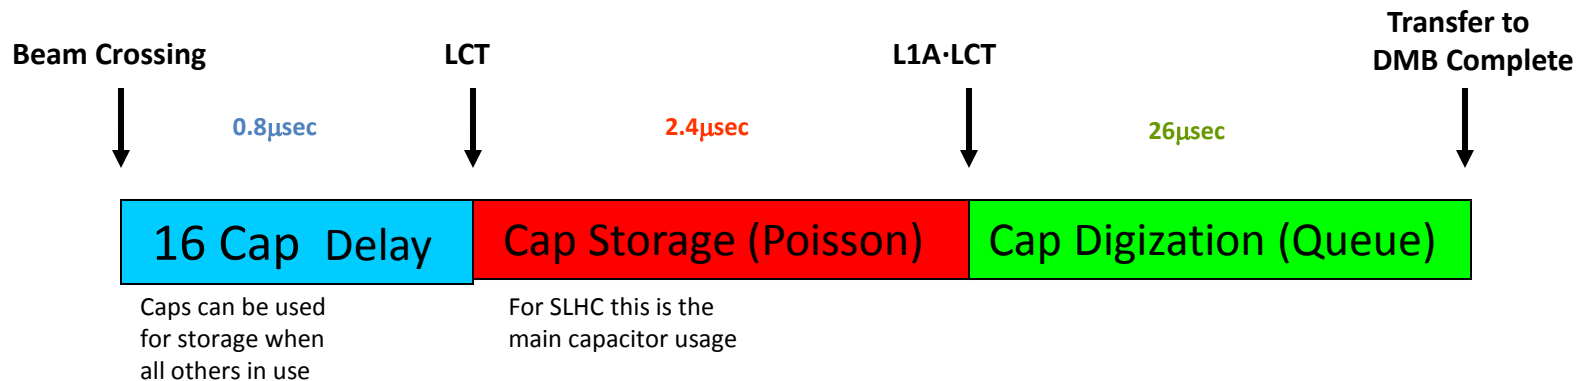 Beam Crossing
LCT
L1A·LCT
Transfer to
DMB Complete
0.8μsec
2.4μsec
26μsec
16 Cap Delay
Cap Storage (Poisson)
Cap Digization (Queue)
Caps can be used
for storage when
all others in use
For SLHC this is the
main capacitor usage